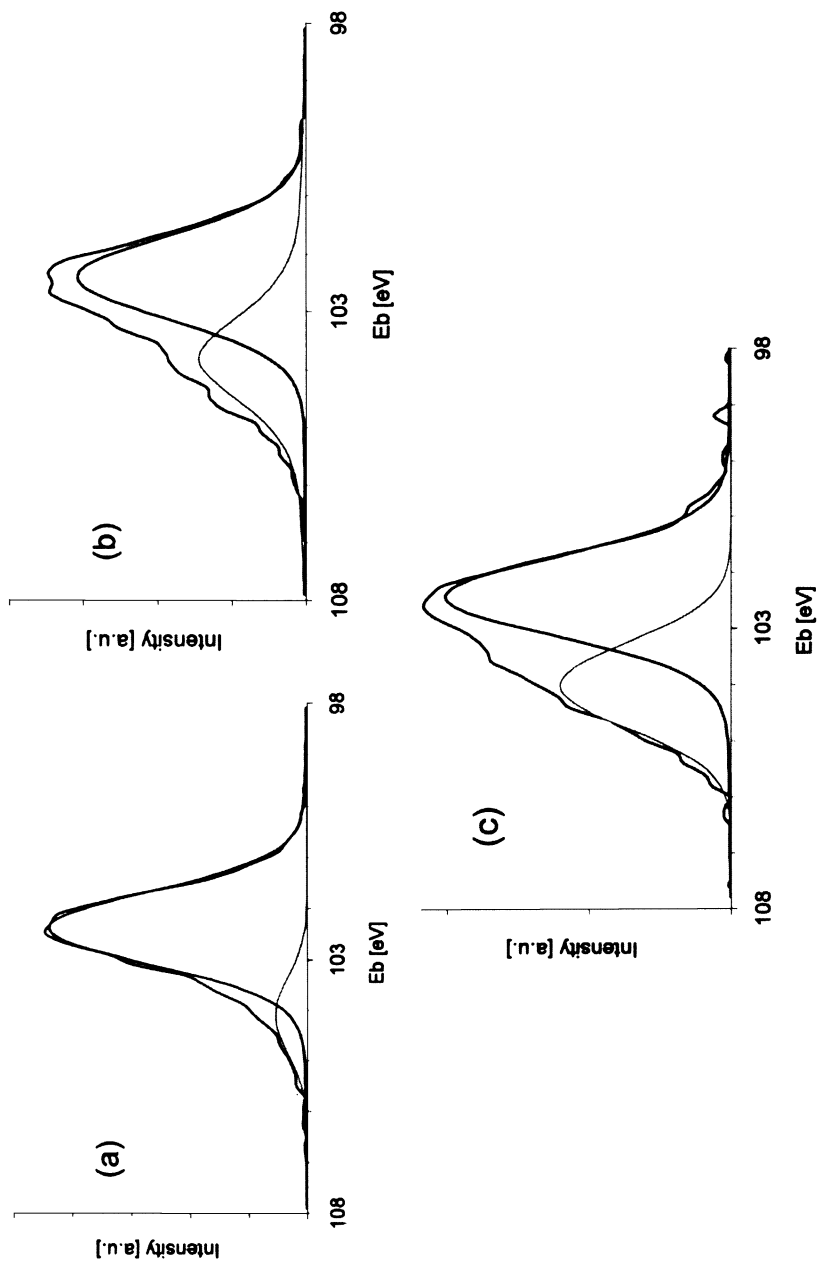 (a)
Intensity [a.u.]
108
103
98
Eb [eV]
(b)
Intensity [a.u.]
108
103
98
Eb [eV]
(c)
Intensity [a.u.]
108
103
98
Eb [eV]